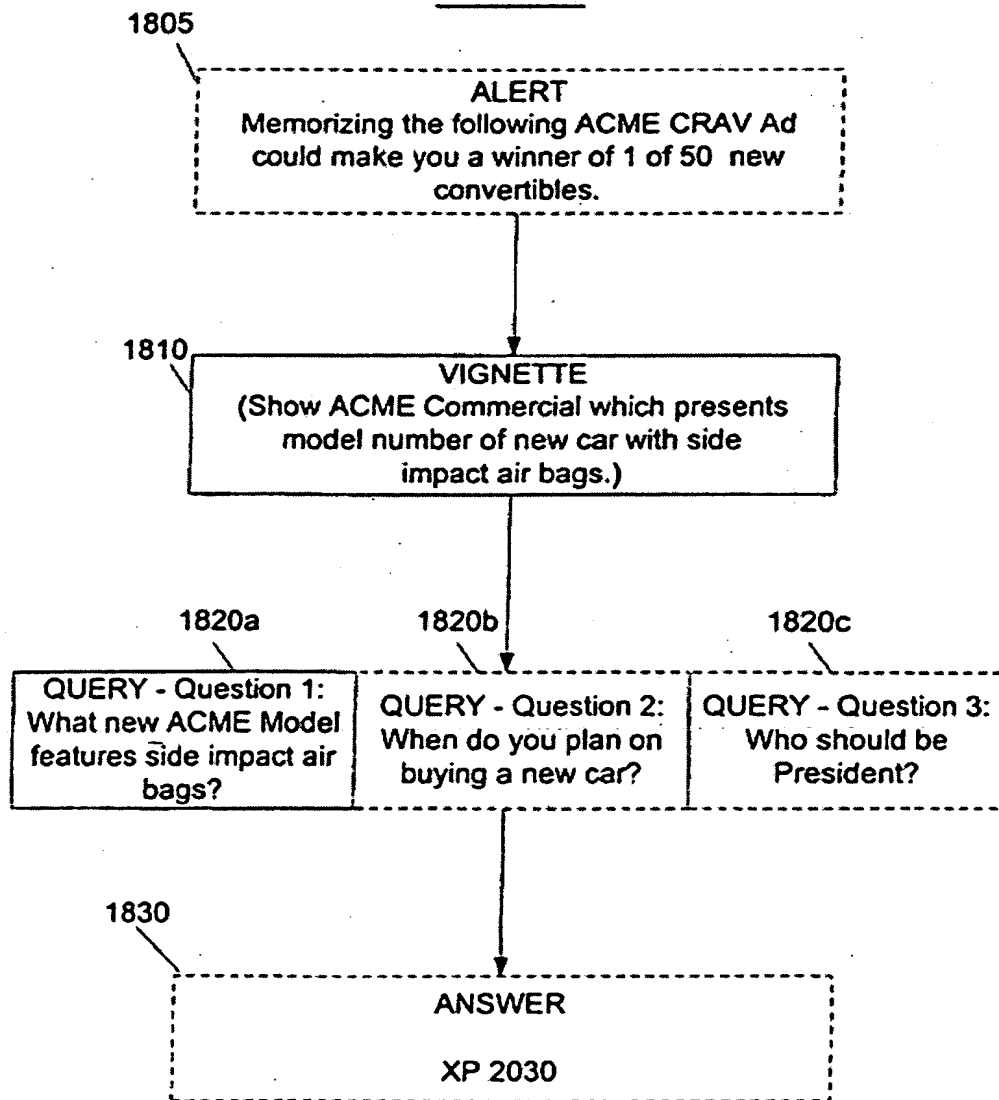 1805
ALERT
Memorizing the following ACME CRAV Ad
could make you a winner of 1 of 50 new
convertibles.
1810
VIGNETTE
(Show ACME Commercial which presents
model number of new car with side
impact air bags.)
1820a
1820b
1820c
QUERY - Question 1:
What new ACME Model
features side impact air
bags?
QUERY - Question 2:
When do you plan on
buying a new car?
QUERY - Question 3:
Who should be
President?
1830
ANSWER
XP 2030